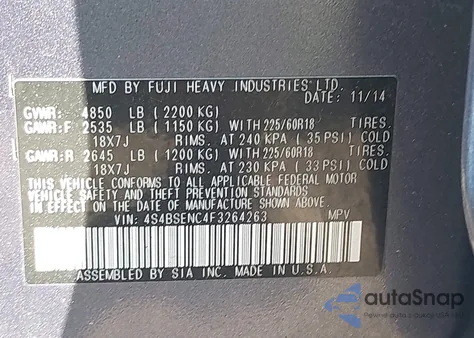 MFD BY FUJI HEAVY INDUSTRIES LTD.
DATE: 11/14
GVWR: 4850 LB (2200 KG)
GAWR:F 2535 LB (1150 KG) WITH 225/60R18 TIRES.
18X7J RIMS. AT 240 KPA (35 PSI) COLD
GAWR:R 2645 LB (1200 KG) WITH 225/60R18 TIRES.
18X7J RIMS. AT 230 KPA (33 PSI) COLD
THIS VEHICLE CONFORMS TO ALL APPLICABLE FEDERAL MOTOR
VEHICLE SAFETY AND THEFT PREVENTION STANDARDS
IN EFFECT ON THE DATE OF MANUFACTURE SHOWN ABOVE.
VIN: 4S4BSENC4F3264263 MPV
ASSEMBLED BY SIA INC. MADE IN U.S.A.
autoSnap